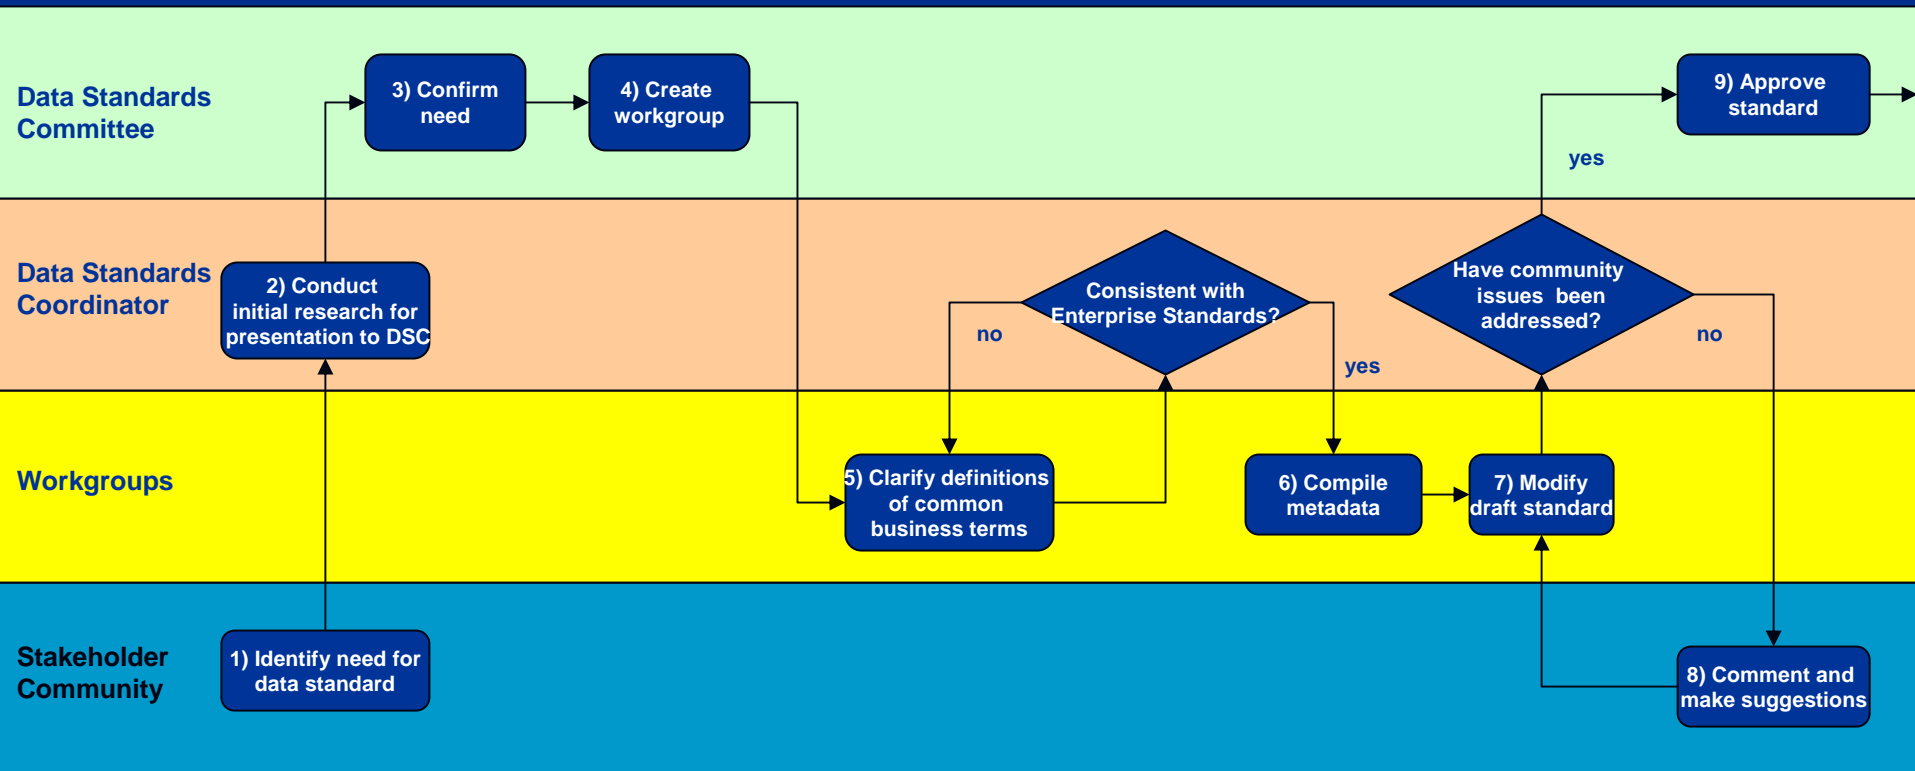 Data Standards
Committee
3) Confirm
need
4) Create
workgroup
9) Approve
standard
yes
Data Standards
Coordinator
2) Conduct
initial research for
presentation to DSC
Consistent with
Enterprise Standards?
no
yes
Have community
issues been
addressed?
no
Workgroups
5) Clarify definitions
of common
business terms
6) Compile
metadata
7) Modify
draft standard
Stakeholder
Community
1) Identify need for
data standard
8) Comment and
make suggestions